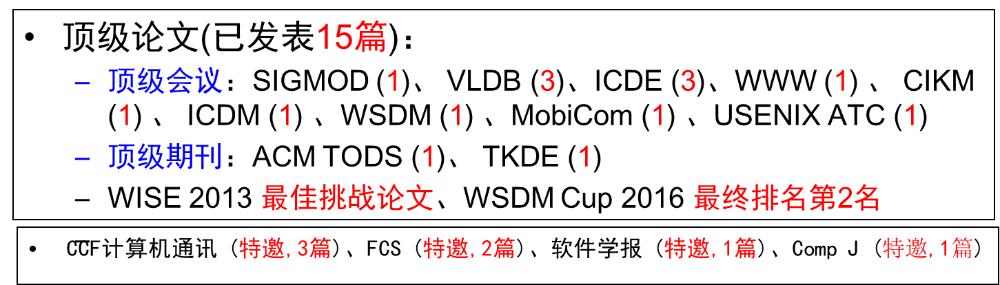 • 顶级论文(已发表15篇)：
– 顶级会议：SIGMOD (1)、 VLDB (3)、ICDE (3)、WWW (1) 、 CIKM
(1) 、 ICDM (1) 、WSDM (1) 、MobiCom (1) 、USENIX ATC (1)
– 顶级期刊：ACM TODS (1)、 TKDE (1)
– WISE 2013 最佳挑战论文、WSDM Cup 2016 最终排名第2名
• CCF计算机通讯 (特邀,3篇)、FCS (特邀,2篇)、软件学报 (特邀,1篇)、Comp J (特邀,1篇)